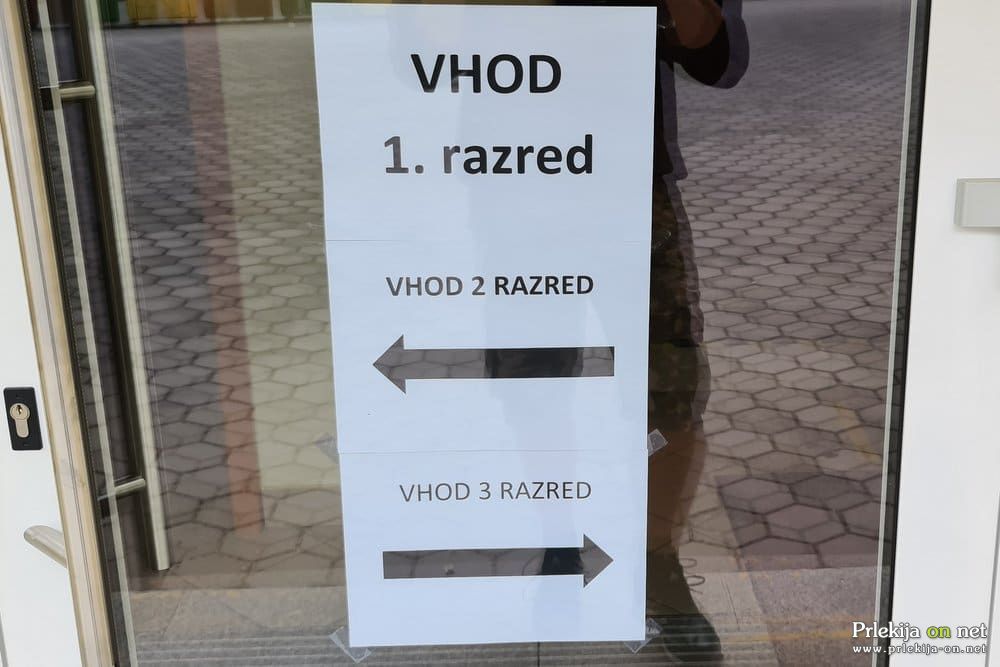 VHOD
1. razred
VHOD 2 RAZRED
VHOD 3 RAZRED
Prlekija on net
www.prlekija-on.net